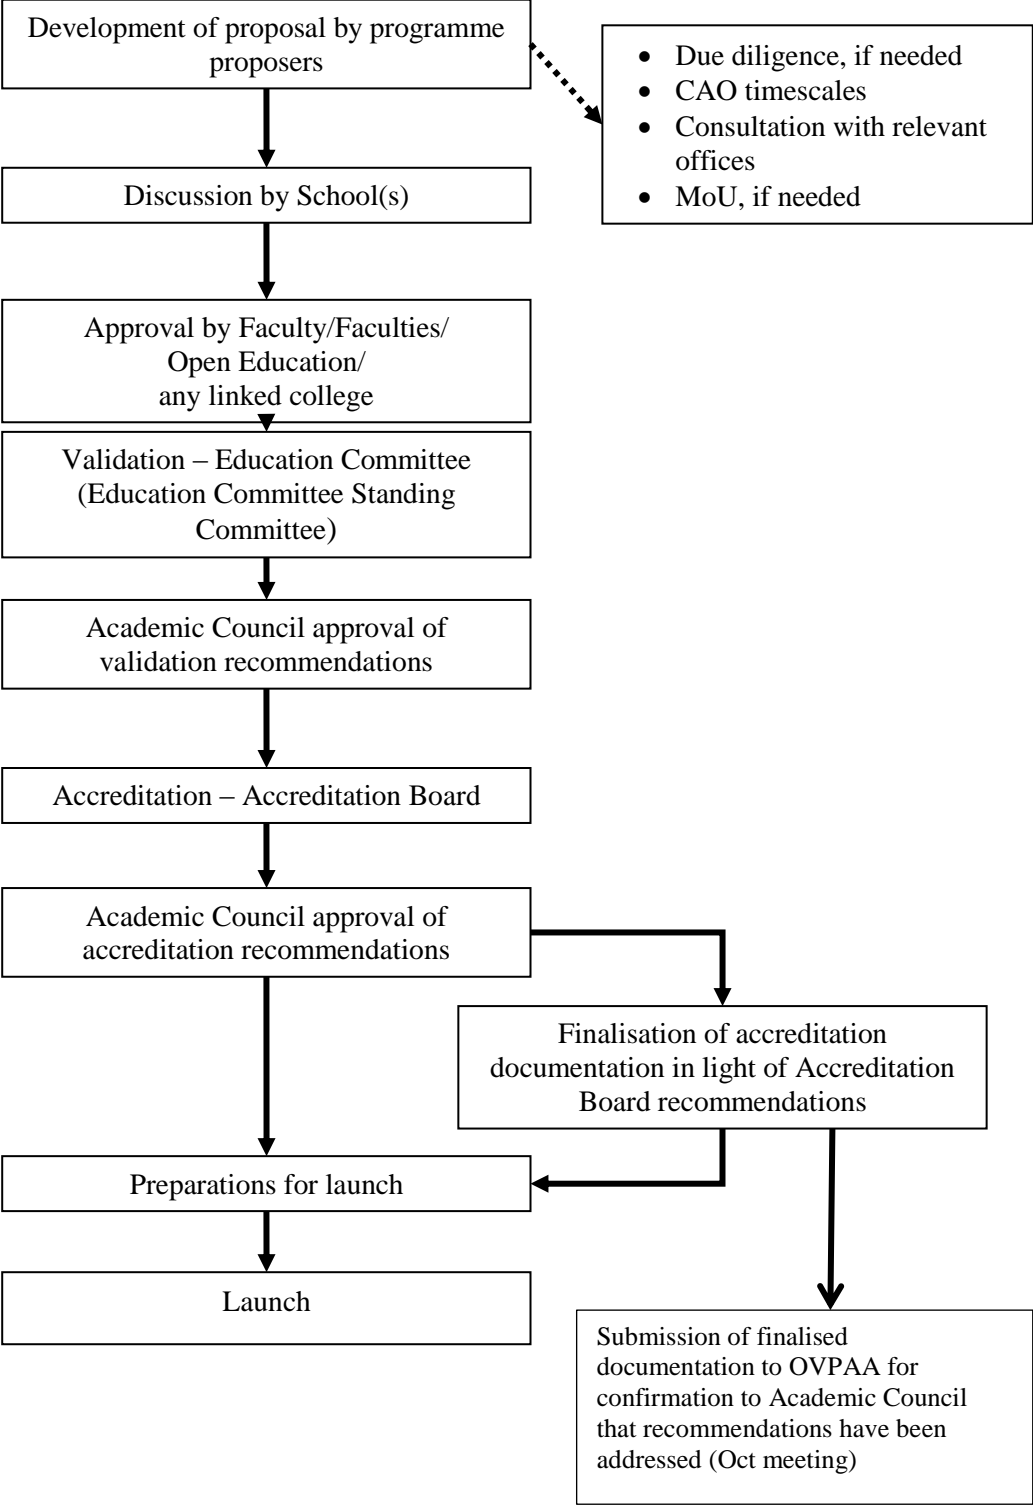 Development of proposal by programme
proposers
• Due diligence, if needed
• CAO timescales
• Consultation with relevant
offices
• MoU, if needed
Discussion by School(s)
Approval by Faculty/Faculties/
Open Education/
any linked college
Validation – Education Committee
(Education Committee Standing
Committee)
Academic Council approval of
validation recommendations
Accreditation – Accreditation Board
Academic Council approval of
accreditation recommendations
Finalisation of accreditation
documentation in light of Accreditation
Board recommendations
Preparations for launch
Launch
Submission of finalised
documentation to OVPAA for
confirmation to Academic Council
that recommendations have been
addressed (Oct meeting)